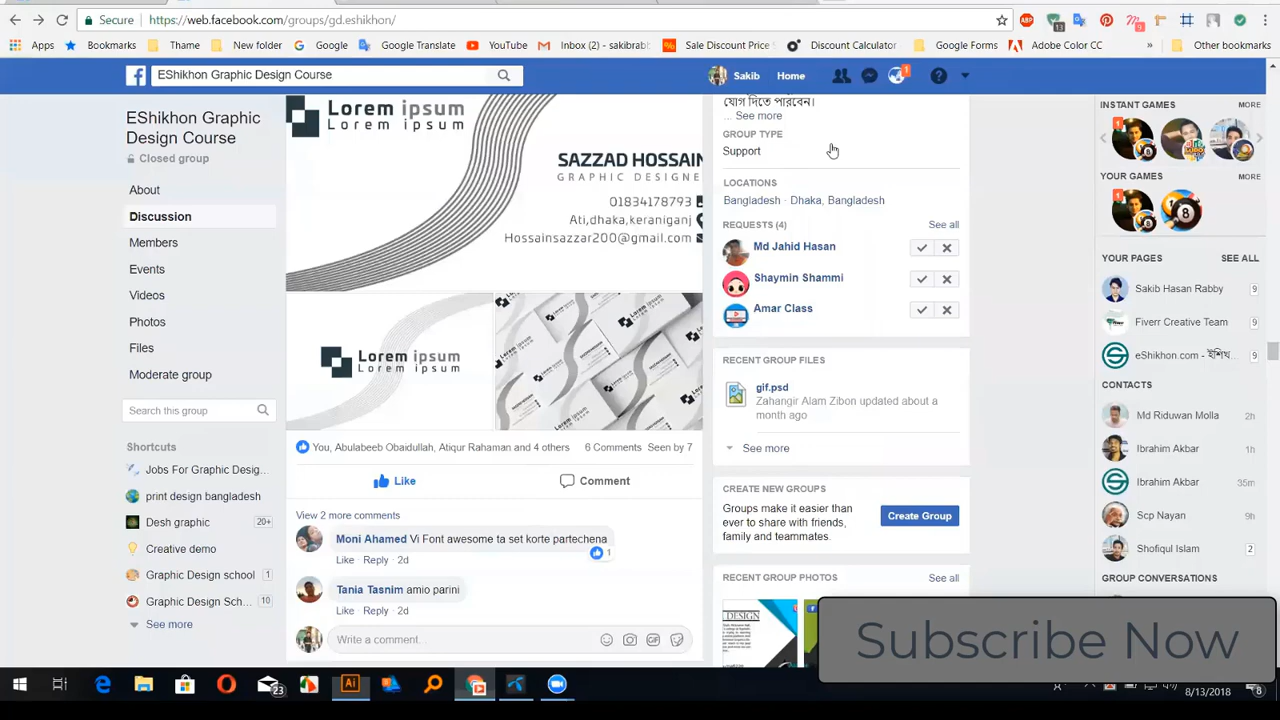 Secure
https://web.facebook.com/groups/gd.eshikhon/
ABP
13
9
Apps
Bookmarks
Thame
New folder
Google
Google Translate
YouTube
Inbox (2) - sakibrabb
Sale Discount Price
Discount Calculator
Google Forms
Adobe Color CC
»
Other bookmarks
EShikhon Graphic Design Course
Sakib
Home
1
EShikhon Graphic
Design Course
Closed group
About
Discussion
Members
Events
Videos
Photos
Files
Moderate group
Search this group
Shortcuts
Jobs For Graphic Desig...
print design bangladesh
Desh graphic
20+
Creative demo
Graphic Design school
1
Graphic Design Sch...
10
See more
Lorem ipsum
Lorem ipsum
SAZZAD HOSSAIN
GRAPHIC DESIGNE
01834178793
Ati,dhaka,keraniganj
Hossainsazzar200@gmail.com
Lorem ipsum
Lorem ipsum
You, Abulabeeb Obaidullah, Atiqur Rahaman and 4 others
6 Comments
Seen by 7
Like
Comment
View 2 more comments
Moni Ahamed Vi Font awesome ta set korte partechena
1
Like · Reply · 2d
Tania Tasnim amio parini
Like · Reply · 2d
Write a comment...
যোগ দিতে পারবেন।
... See more
GROUP TYPE
Support
LOCATIONS
Bangladesh · Dhaka, Bangladesh
REQUESTS (4)
See all
Md Jahid Hasan
Shaymin Shammi
Amar Class
RECENT GROUP FILES
gif.psd
Zahangir Alam Zibon updated about a
month ago
See more
CREATE NEW GROUPS
Groups make it easier than
ever to share with friends,
family and teammates.
Create Group
RECENT GROUP PHOTOS
See all
DESIGN
INSTANT GAMES
MORE
1
YOUR GAMES
MORE
1
YOUR PAGES
SEE ALL
Sakib Hasan Rabby
9
Fiverr Creative Team
9
eShikhon.com - ইশিখ...
9
CONTACTS
Md Riduwan Molla
2h
Ibrahim Akbar
1h
Ibrahim Akbar
35m
Scp Nayan
9h
Shofiqul Islam
2
GROUP CONVERSATIONS
Subscribe Now
23
Ai
8/13/2018
8